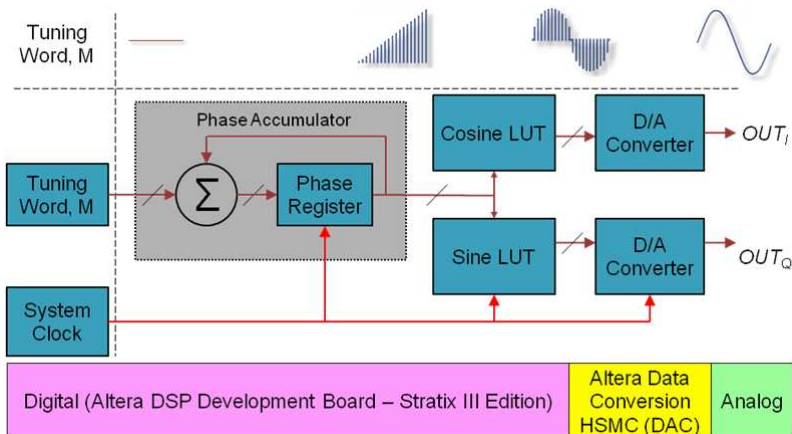 Tuning
Word, M
Phase Accumulator
Cosine LUT
D/A
Converter
OUT_I
Tuning
Word, M
Σ
Phase
Register
Sine LUT
D/A
Converter
OUT_Q
System
Clock
Digital (Altera DSP Development Board – Stratix III Edition)
Altera Data
Conversion
HSMC (DAC)
Analog